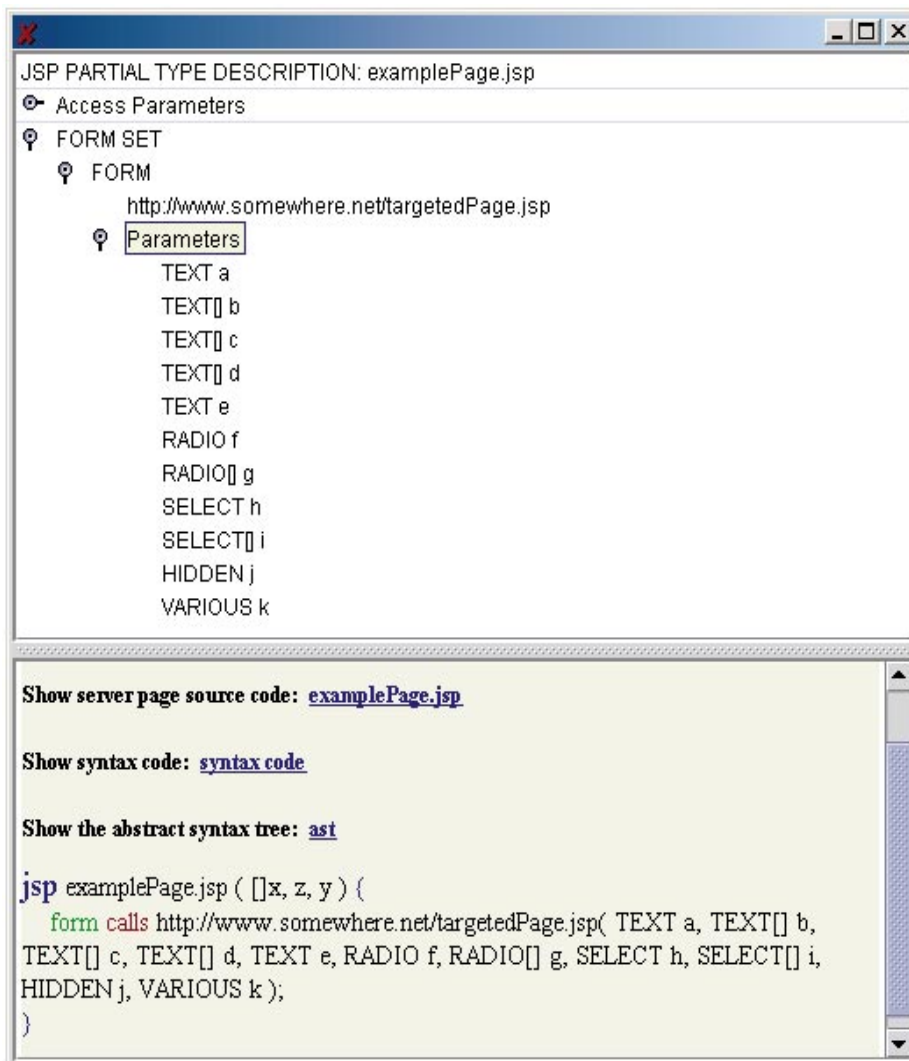 JSP PARTIAL TYPE DESCRIPTION: examplePage.jsp
Access Parameters
FORM SET
FORM
http://www.somewhere.net/targetedPage.jsp
Parameters
TEXT a
TEXT[] b
TEXT[] c
TEXT[] d
TEXT e
RADIO f
RADIO[] g
SELECT h
SELECT[] i
HIDDEN j
VARIOUS k
Show server page source code: examplePage.jsp
Show syntax code: syntax code
Show the abstract syntax tree: ast
jsp examplePage.jsp ( []x, z, y ) {
form calls http://www.somewhere.net/targetedPage.jsp( TEXT a, TEXT[] b,
TEXT[] c, TEXT[] d, TEXT e, RADIO f, RADIO[] g, SELECT h, SELECT[] i,
HIDDEN j, VARIOUS k );
}